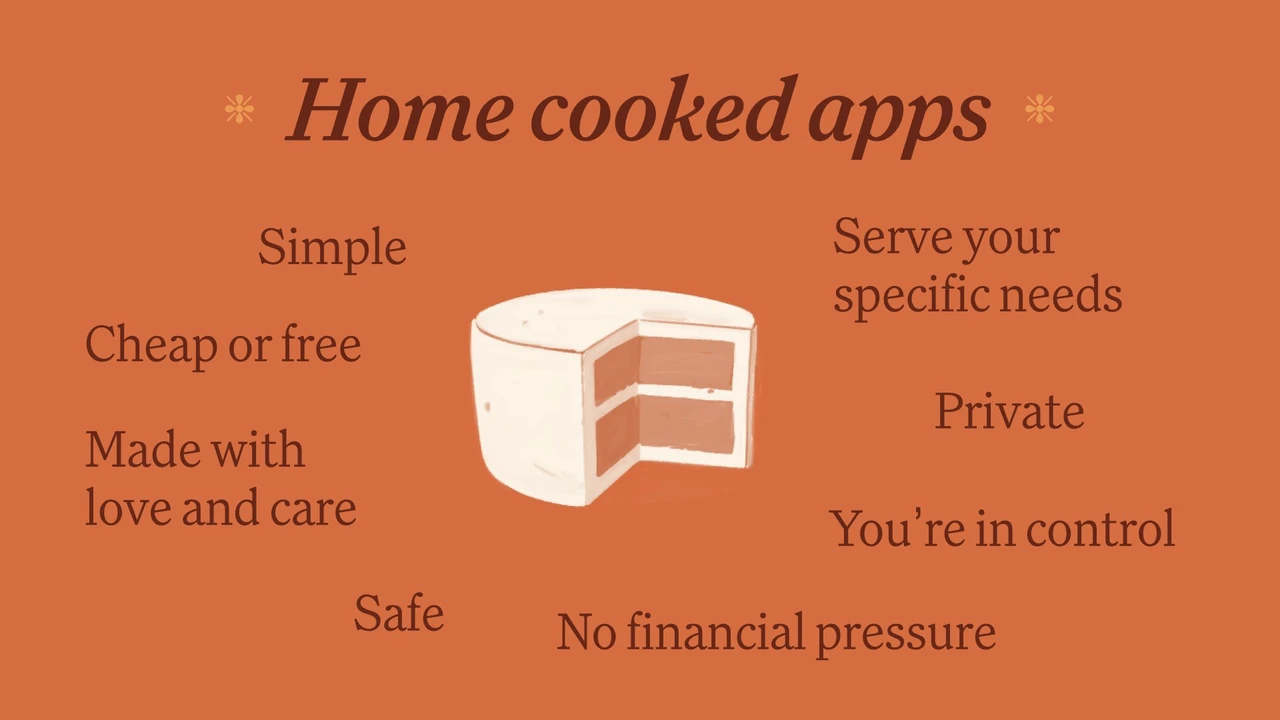 Home cooked apps
Simple
Serve your
specific needs
Cheap or free
Private
Made with
love and care
You’re in control
Safe
No financial pressure